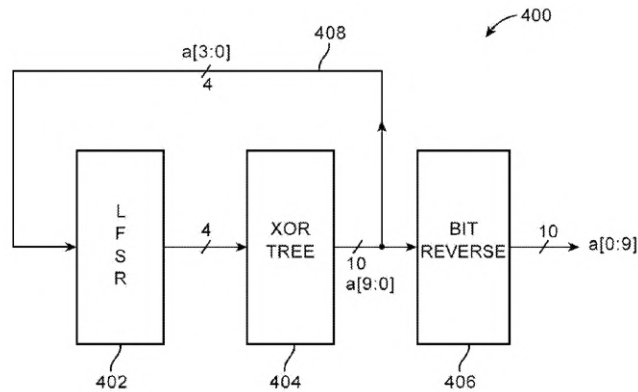 400
408
a[3:0]
4
L
F
S
R
4
XOR
TREE
10
a[9:0]
BIT
REVERSE
10
a[0:9]
402
404
406